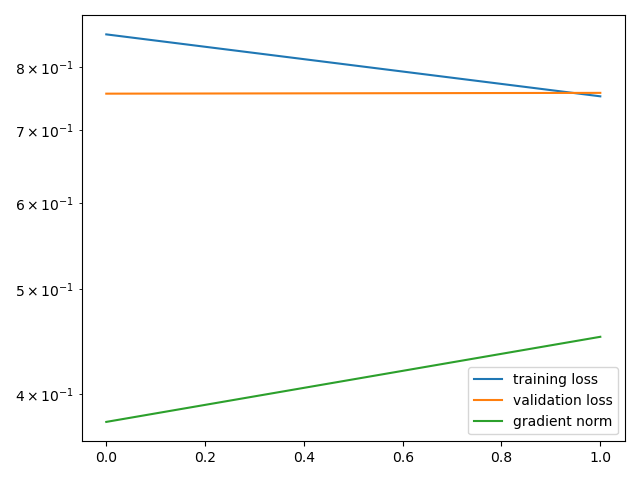 8 × 10⁻¹
7 × 10⁻¹
6 × 10⁻¹
5 × 10⁻¹
4 × 10⁻¹
training loss
validation loss
gradient norm
0.0 0.2 0.4 0.6 0.8 1.0